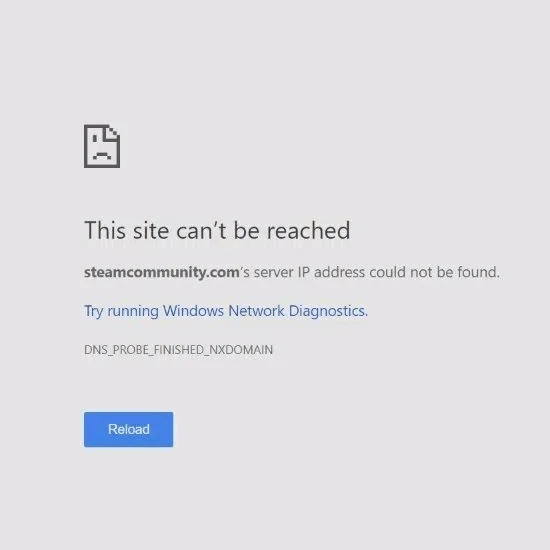 This site can’t be reached
steamcommunity.com’s server IP address could not be found.
Try running Windows Network Diagnostics.
DNS_PROBE_FINISHED_NXDOMAIN
Reload